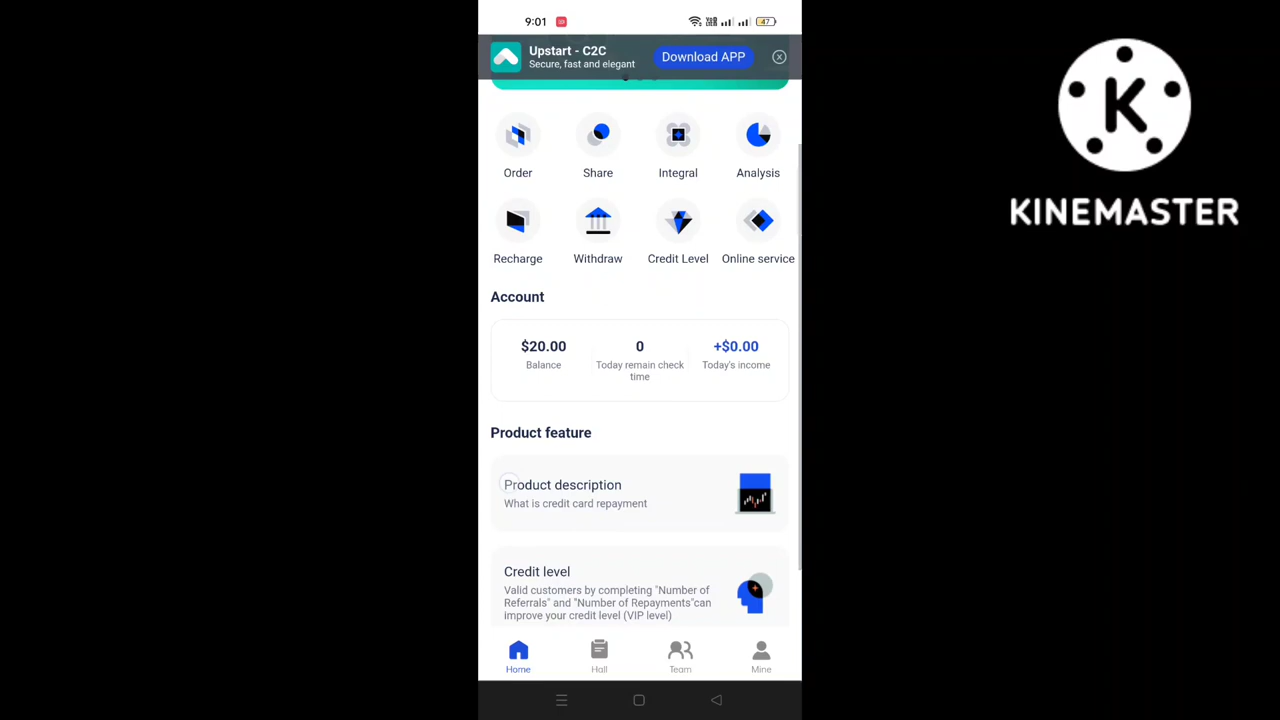 9:01
47
Upstart - C2C
Secure, fast and elegant
Download APP
Order
Share
Integral
Analysis
Recharge
Withdraw
Credit Level
Online service
Account
$20.00
0
+$0.00
Balance
Today remain check
time
Today's income
Product feature
Product description
What is credit card repayment
Credit level
Valid customers by completing "Number of
Referrals" and "Number of Repayments"can
improve your credit level (VIP level)
Home
Hall
Team
Mine
K
KINEMASTER